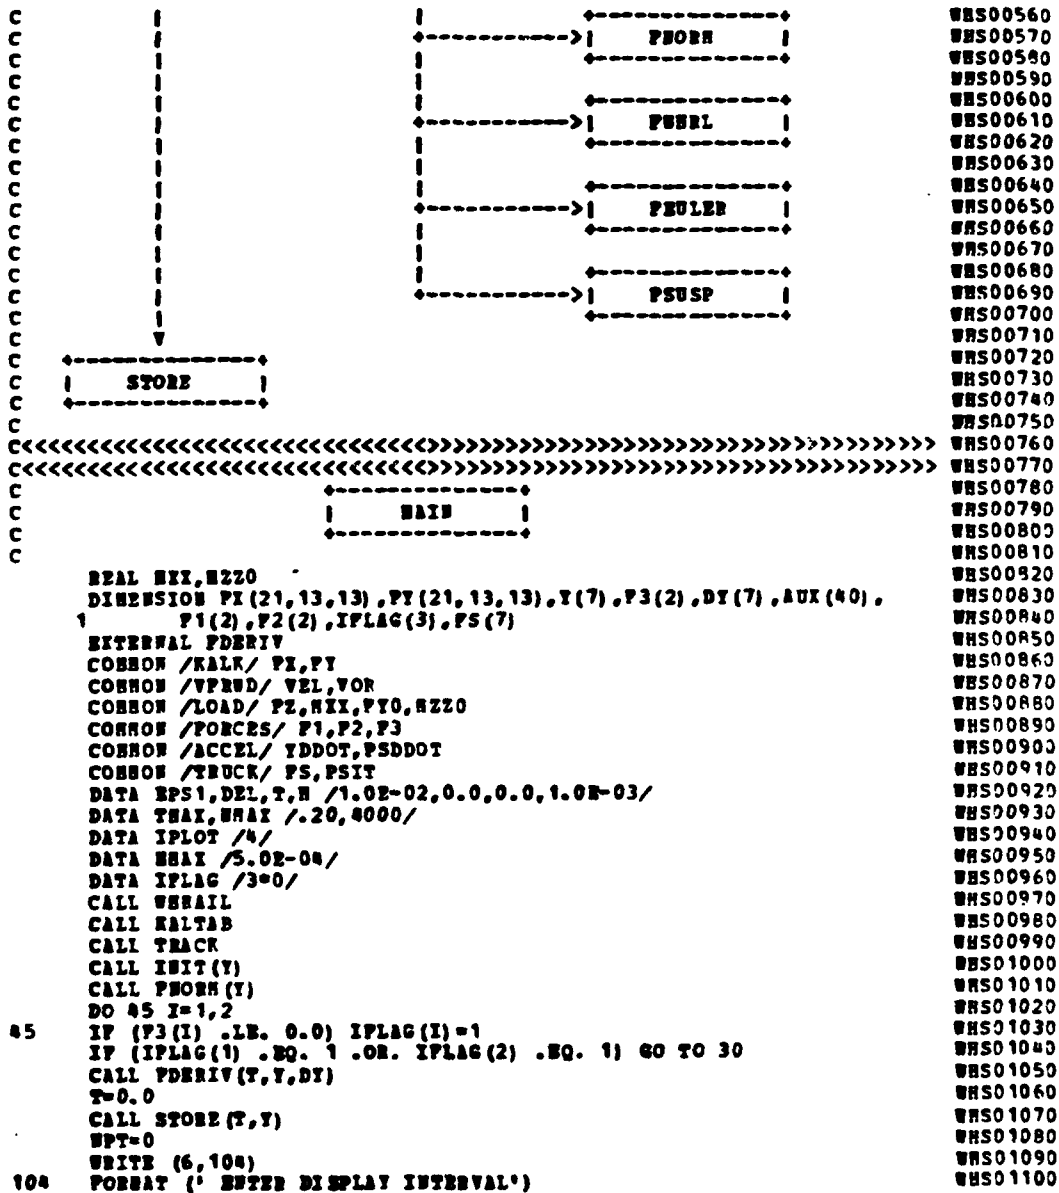 C | | +---------------+ WHS00560
C | +------------>| FNORM | WHS00570
C | | +---------------+ WHS00580
C | | WHS00590
C | | +---------------+ WHS00600
C | +------------>| FWHRL | WHS00610
C | | +---------------+ WHS00620
C | | WHS00630
C | | +---------------+ WHS00640
C | +------------>| FEULER | WHS00650
C | | +---------------+ WHS00660
C | | WHS00670
C | | +---------------+ WHS00680
C | +------------>| FSUSP | WHS00690
C | +---------------+ WHS00700
C V WHS00710
C +---------------+ WHS00720
C | STORE | WHS00730
C +---------------+ WHS00740
C WHS00750
C<<<<<<<<<<<<<<<<<<<<<<<<<<<<<<<<>>>>>>>>>>>>>>>>>>>>>>>>>>>>>>>>>>>>>>> WHS00760
C<<<<<<<<<<<<<<<<<<<<<<<<<<<<<<<<>>>>>>>>>>>>>>>>>>>>>>>>>>>>>>>>>>>>>>> WHS00770
C +---------------+ WHS00780
C | MAIN | WHS00790
C +---------------+ WHS00800
C WHS00810
REAL MXX,MZZ0 WHS00820
DIMENSION FX(21,13,13),FY(21,13,13),Y(7),F3(2),DY(7),AUX(40), WHS00830
1 F1(2),F2(2),IFLAG(3),FS(7) WHS00840
EXTERNAL FDERIV WHS00850
COMMON /KALK/ FX,FY WHS00860
COMMON /VFRWD/ VEL,VOR WHS00870
COMMON /LOAD/ FZ,MXX,FY0,MZZ0 WHS00880
COMMON /FORCES/ F1,F2,F3 WHS00890
COMMON /ACCEL/ YDDOT,PSDDOT WHS00900
COMMON /TRUCK/ FS,PSIT WHS00910
DATA EPS1,DEL,T,H /1.0E-02,0.0,0.0,1.0E-03/ WHS00920
DATA TMAX,NMAX /.20,4000/ WHS00930
DATA IPLOT /4/ WHS00940
DATA HMAX /5.0E-04/ WHS00950
DATA IFLAG /3*0/ WHS00960
CALL WHRAIL WHS00970
CALL KALTAB WHS00980
CALL TRACK WHS00990
CALL INIT(Y) WHS01000
CALL FNORM(Y) WHS01010
DO 45 I=1,2 WHS01020
45 IF (F3(I) .LE. 0.0) IFLAG(I)=1 WHS01030
IF (IFLAG(1) .EQ. 1 .OR. IFLAG(2) .EQ. 1) GO TO 30 WHS01040
CALL FDERIV(T,Y,DY) WHS01050
T=0.0 WHS01060
CALL STORE(T,Y) WHS01070
NPT=0 WHS01080
WRITE (6,104) WHS01090
104 FORMAT (' ENTER DISPLAY INTERVAL') WHS01100